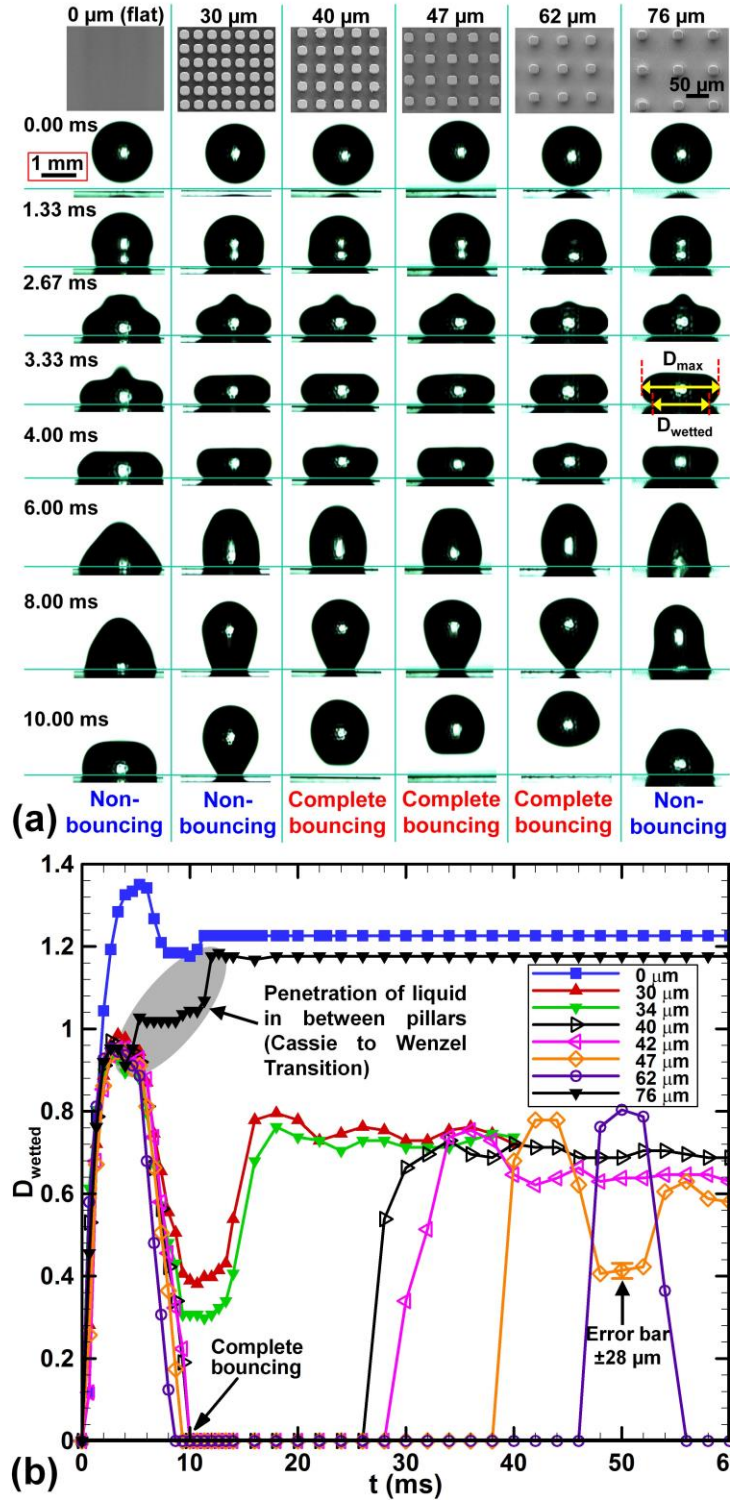 0 µm (flat) 30 µm 40 µm 47 µm 62 µm 76 µm
50 µm
0.00 ms
1 mm
1.33 ms
2.67 ms
3.33 ms
D_max
D_wetted
4.00 ms
6.00 ms
8.00 ms
10.00 ms
(a)
Non-bouncing
Non-bouncing
Complete bouncing
Complete bouncing
Complete bouncing
Non-bouncing
1.4
1.2
1
0.8
0.6
0.4
0.2
0
D_wetted
Penetration of liquid
in between pillars
(Cassie to Wenzel
Transition)
0 µm
30 µm
34 µm
40 µm
42 µm
47 µm
62 µm
76 µm
Complete
bouncing
Error bar
±28 µm
0 10 20 30 40 50 6
t (ms)
(b)